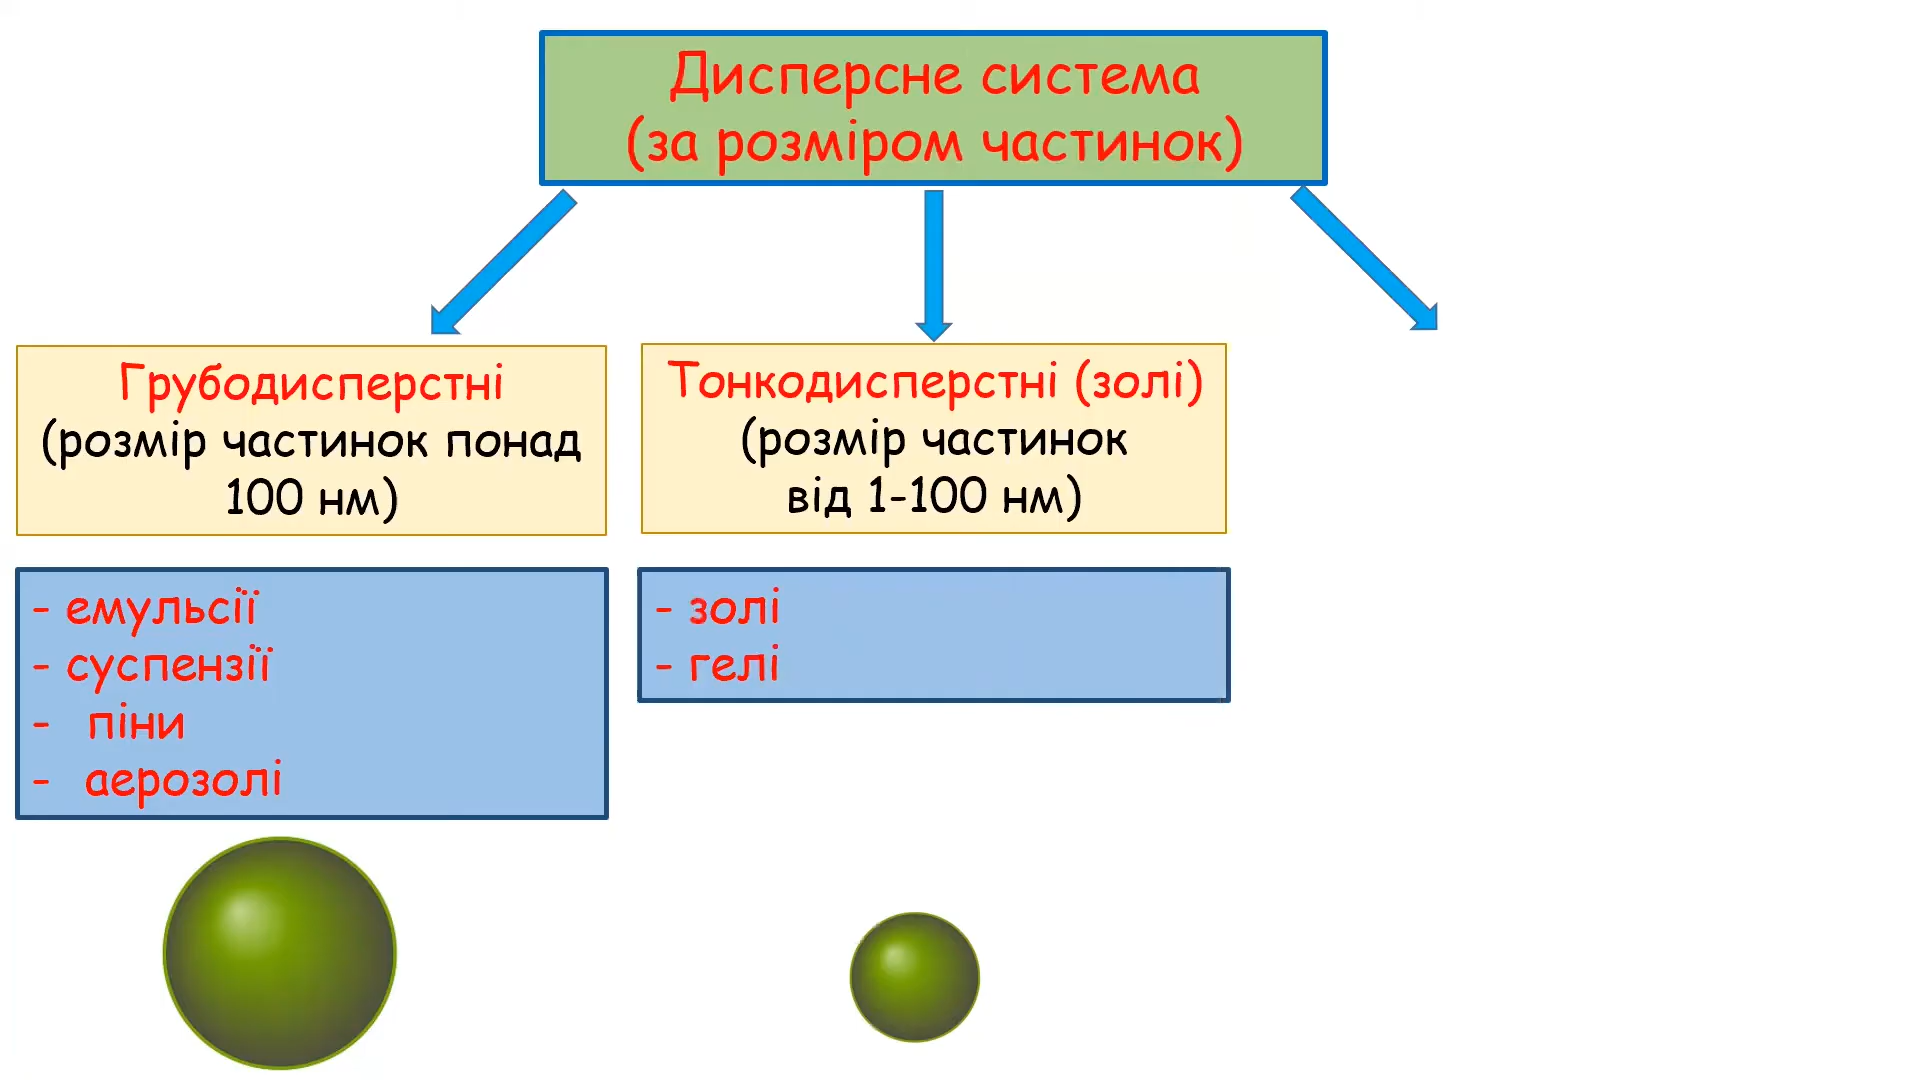 Дисперсне система
(за розміром частинок)
Грубодисперстні
(розмір частинок понад
100 нм)
Тонкодисперстні (золі)
(розмір частинок
від 1-100 нм)
- емульсії
- суспензії
- піни
- аерозолі
- золі
- гелі